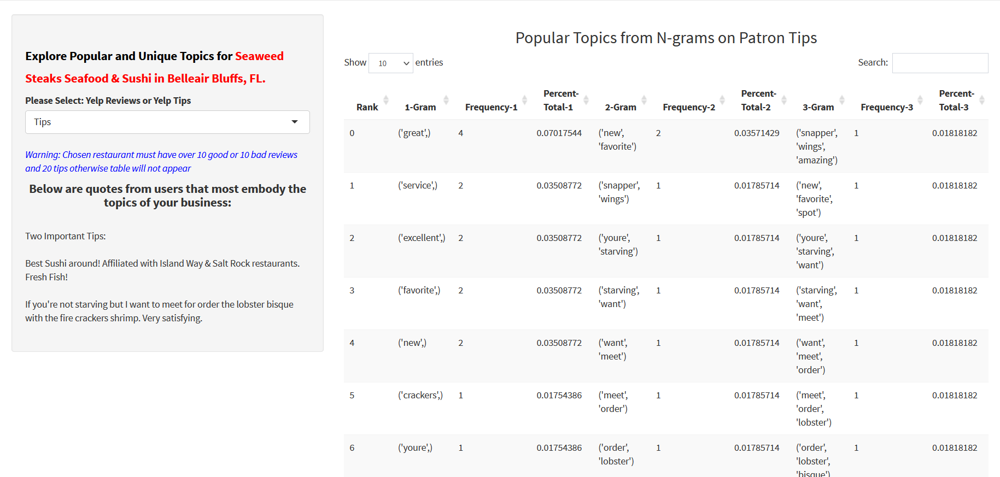 Explore Popular and Unique Topics for Seaweed
Steaks Seafood & Sushi in Belleair Bluffs, FL.
Please Select: Yelp Reviews or Yelp Tips
Tips
Warning: Chosen restaurant must have over 10 good or 10 bad reviews
and 20 tips otherwise table will not appear
Below are quotes from users that most embody the
topics of your business:
Two Important Tips:
Best Sushi around! Affiliated with Island Way & Salt Rock restaurants.
Fresh Fish!
If you're not starving but I want to meet for order the lobster bisque
with the fire crackers shrimp. Very satisfying.
Popular Topics from N-grams on Patron Tips
Show 10 entries Search:
Percent- Percent- Percent-
Rank 1-Gram Frequency-1 Total-1 2-Gram Frequency-2 Total-2 3-Gram Frequency-3 Total-3
0 ('great',) 4 0.07017544 ('new', 2 0.03571429 ('snapper', 1 0.01818182
'favorite') 'wings',
'amazing')
1 ('service',) 2 0.03508772 ('snapper', 1 0.01785714 ('new', 1 0.01818182
'wings') 'favorite',
'spot')
2 ('excellent',) 2 0.03508772 ('youre', 1 0.01785714 ('youre', 1 0.01818182
'starving') 'starving',
'want')
3 ('favorite',) 2 0.03508772 ('starving', 1 0.01785714 ('starving', 1 0.01818182
'want') 'want',
'meet')
4 ('new',) 2 0.03508772 ('want', 1 0.01785714 ('want', 1 0.01818182
'meet') 'meet',
'order')
5 ('crackers',) 1 0.01754386 ('meet', 1 0.01785714 ('meet', 1 0.01818182
'order') 'order',
'lobster')
6 ('youre',) 1 0.01754386 ('order', 1 0.01785714 ('order', 1 0.01818182
'lobster') 'lobster',
'bisque')